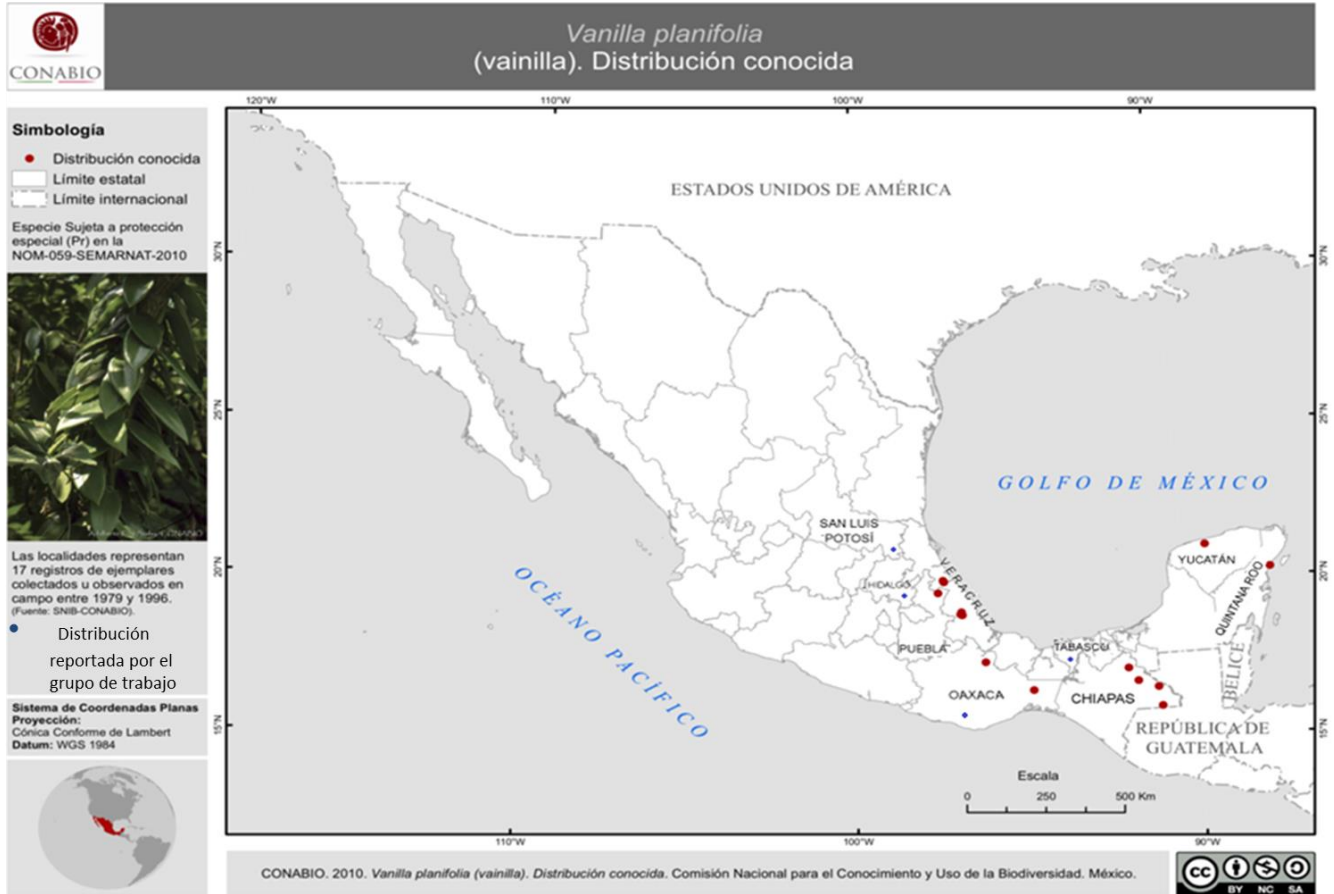 CONABIO
Vanilla planifolia
(vainilla). Distribución conocida
Simbología
Distribución conocida
Límite estatal
Límite internacional
Especie Sujeta a protección
especial (Pr) en la
NOM-059-SEMARNAT-2010
Las localidades representan
17 registros de ejemplares
colectados u observados en
campo entre 1979 y 1996.
(Fuente: SNIB-CONABIO).
Distribución
reportada por el
grupo de trabajo
Sistema de Coordenadas Planas
Proyección:
Cónica Conforme de Lambert
Datum: WGS 1984
120°W
110°W
100°W
90°W
30°N
30°N
25°N
25°N
20°N
20°N
15°N
15°N
ESTADOS UNIDOS DE AMÉRICA
GOLFO DE MÉXICO
OCÉANO PACÍFICO
SAN LUIS
POTOSÍ
HIDALGO
VERACRUZ
PUEBLA
OAXACA
TABASCO
CHIAPAS
YUCATÁN
QUINTANA ROO
BELICE
REPÚBLICA DE
GUATEMALA
Escala
0 250 500 Km
110°W
100°W
90°W
CONABIO. 2010. Vanilla planifolia (vainilla). Distribución conocida. Comisión Nacional para el Conocimiento y Uso de la Biodiversidad. México.
cc
BY NC SA